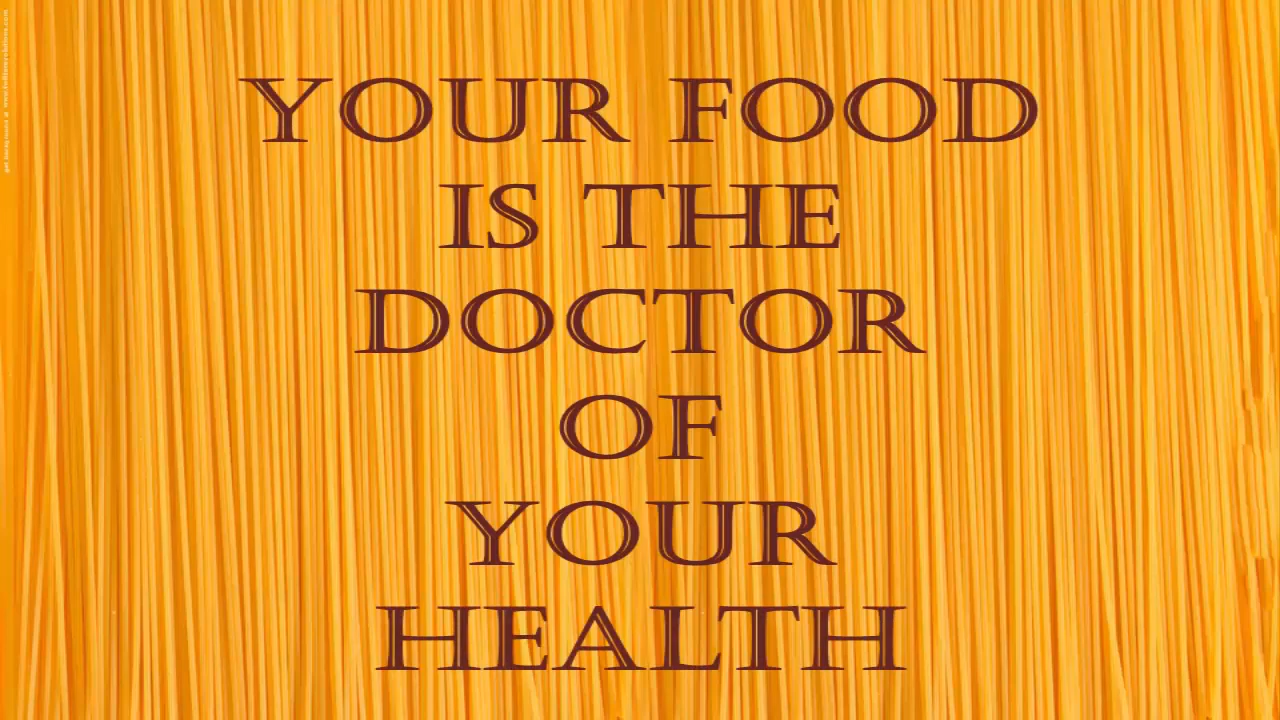 YOUR FOOD
IS THE
DOCTOR
OF
YOUR
HEALTH